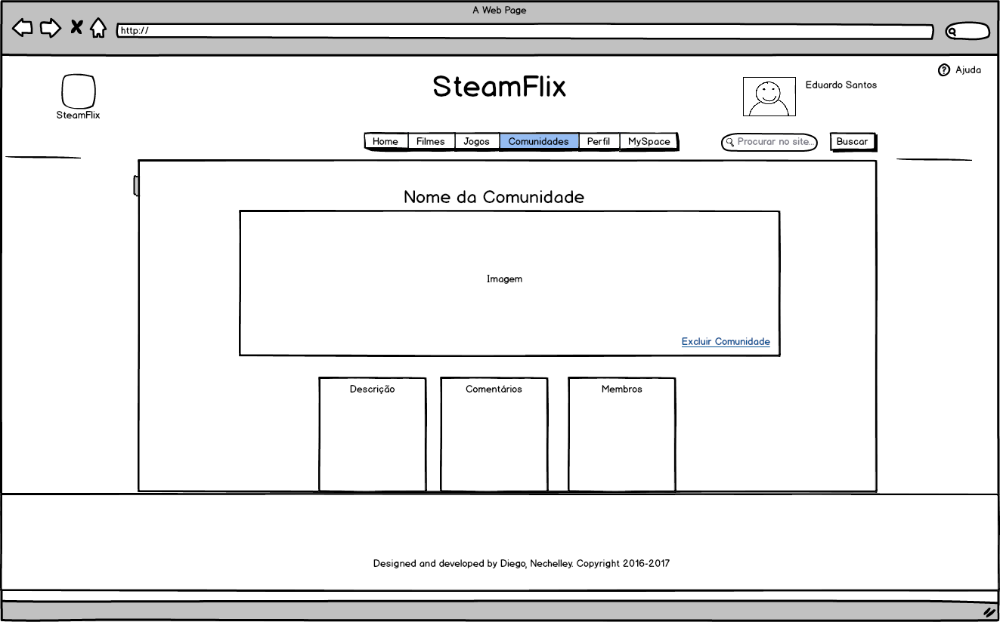 A Web Page
http://
Ajuda
SteamFlix
Eduardo Santos
SteamFlix
Home Filmes Jogos Comunidades Perfil MySpace
Procurar no site...
Buscar
Nome da Comunidade
Imagem
Excluir Comunidade
Descrição
Comentários
Membros
Designed and developed by Diego, Nechelley. Copyright 2016-2017